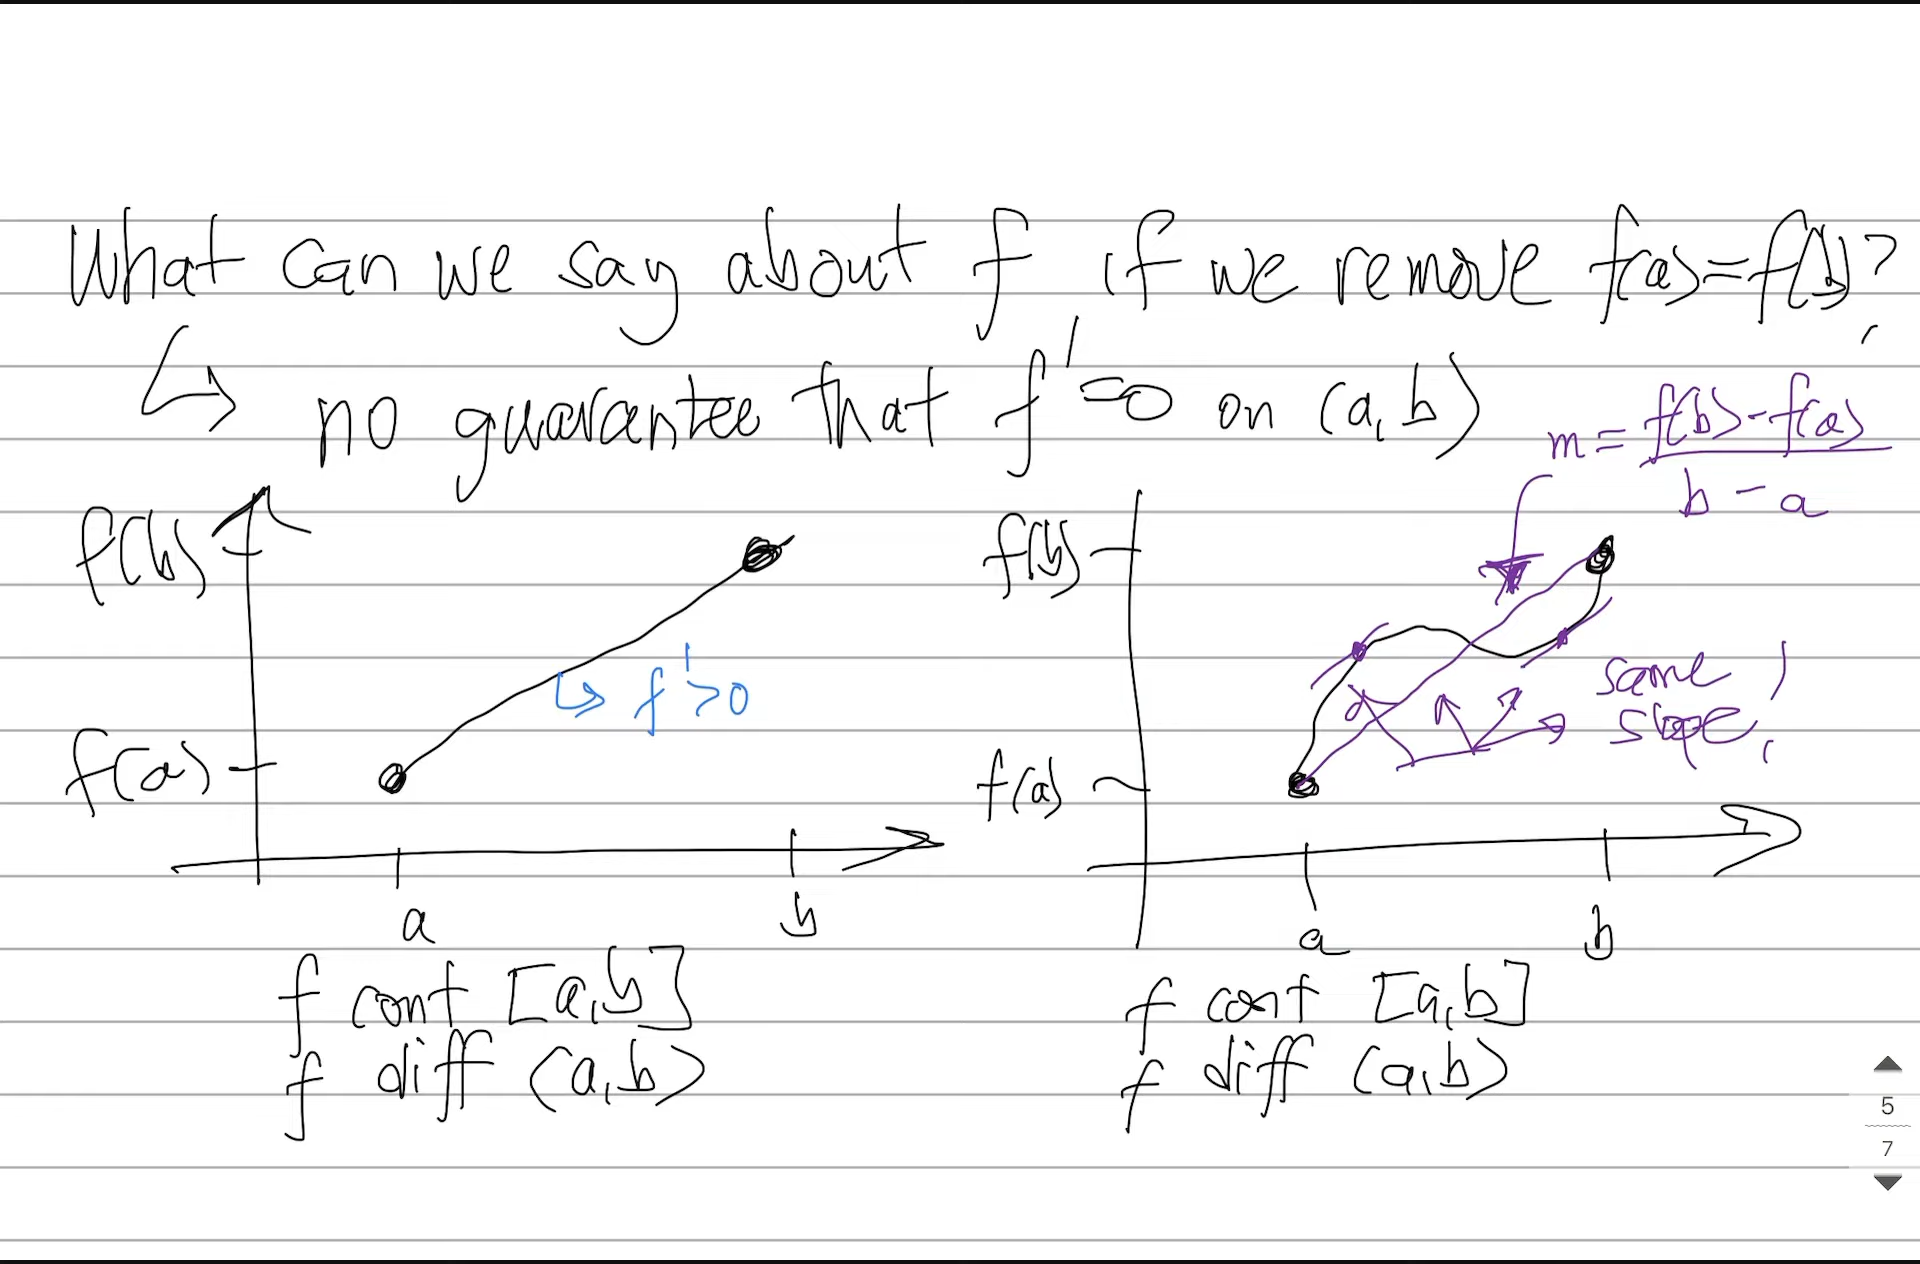 What can we say about f if we remove f(a)=f(b)?
↳ no guarantee that f'=0 on (a,b)
m = f(b)-f(a) / b-a
f(b)
f'>0
f(a)
a b
f cont [a,b]
f diff (a,b)
f(b)
same slope!
f(a)
a b
f cont [a,b]
f diff (a,b)
5
7